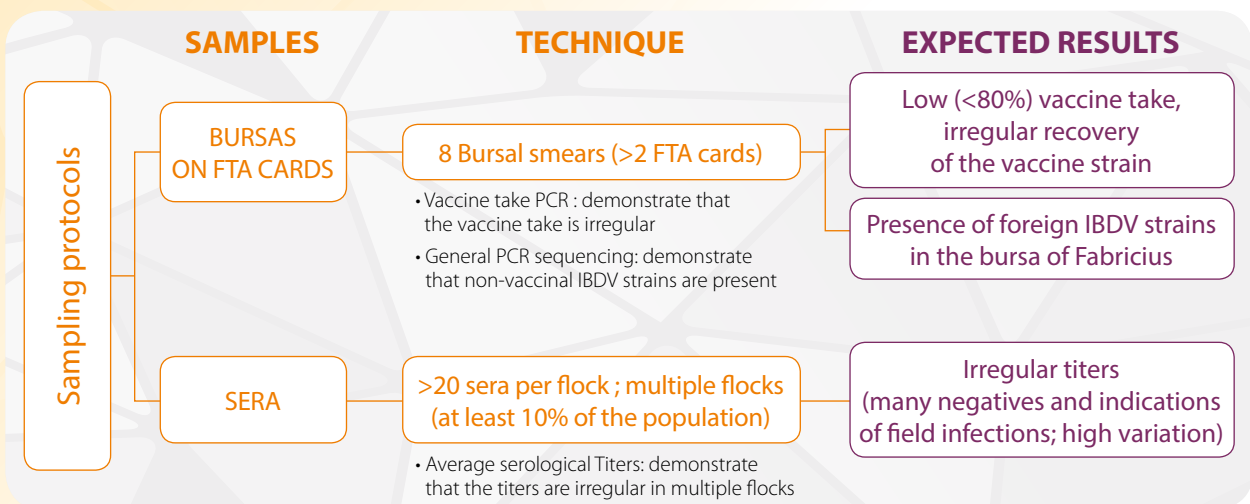 SAMPLES
TECHNIQUE
EXPECTED RESULTS
Sampling protocols
BURSAS
ON FTA CARDS
8 Bursal smears (>2 FTA cards)
• Vaccine take PCR : demonstrate that
the vaccine take is irregular
• General PCR sequencing: demonstrate
that non-vaccinal IBDV strains are present
Low (<80%) vaccine take,
irregular recovery
of the vaccine strain
Presence of foreign IBDV strains
in the bursa of Fabricius
SERA
>20 sera per flock ; multiple flocks
(at least 10% of the population)
• Average serological Titers: demonstrate
that the titers are irregular in multiple flocks
Irregular titers
(many negatives and indications
of field infections; high variation)